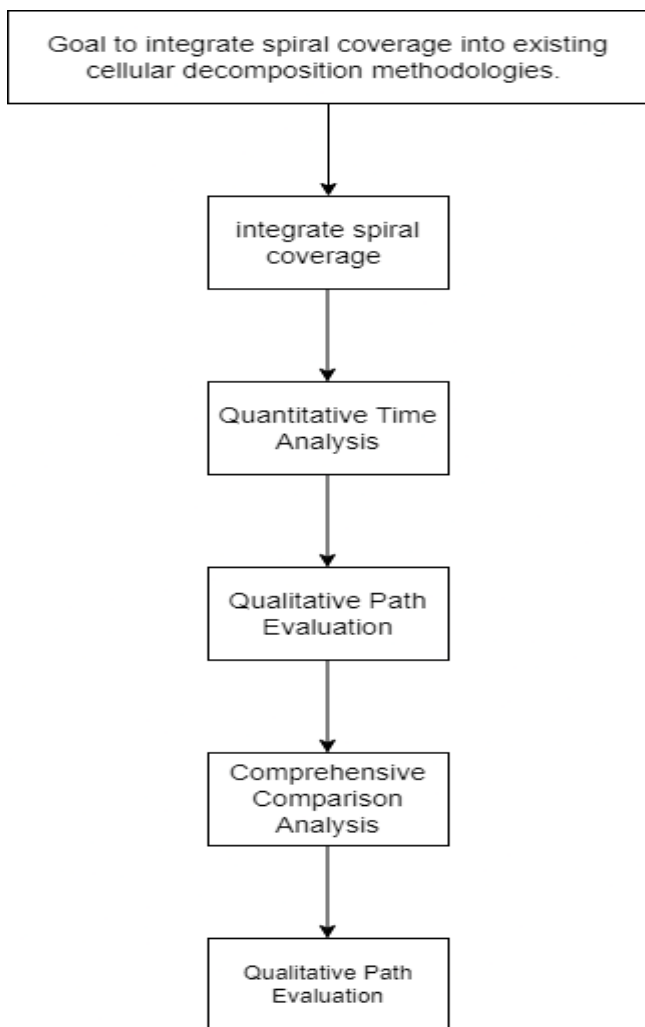 Goal to integrate spiral coverage into existing
cellular decomposition methodologies.
integrate spiral
coverage
Quantitative Time
Analysis
Qualitative Path
Evaluation
Comprehensive
Comparison
Analysis
Qualitative Path
Evaluation